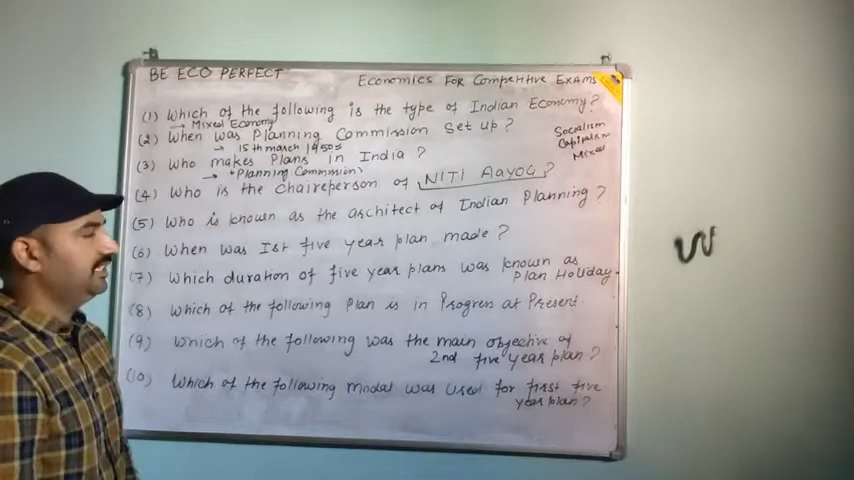 BE ECO PERFECT
Economics For Competitive Exams
(1) Which of the following is the type of Indian Economy?
→ Mixed Economy
(2) When was Planning Commission Set up?
→ 15th march 1950s
Socialism
Capitalism
Mixed
(3) Who makes Plans in India?
→ "Planning Commission"
(4) Who is the Chaireperson of NITI Aayog?
(5) Who is known as the architect of Indian Planning?
(6) When was Ist five year plan made?
(7) Which duration of five year plans was known as
Plan Holiday.
(8) Which of the following Plan is in Progress at Present
(9) Which of the following was the main objective of
2nd five year plan?
(10) Which of the following modal was used for first five
year plan?